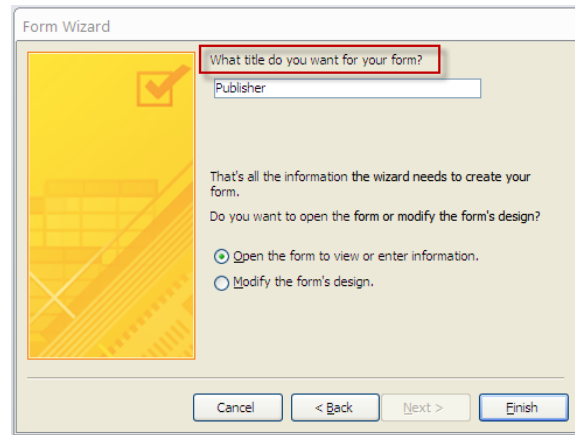 Form Wizard
What title do you want for your form?
Publisher
That's all the information the wizard needs to create your
form.
Do you want to open the form or modify the form's design?
Open the form to view or enter information.
Modify the form's design.
Cancel
< Back
Next >
Finish